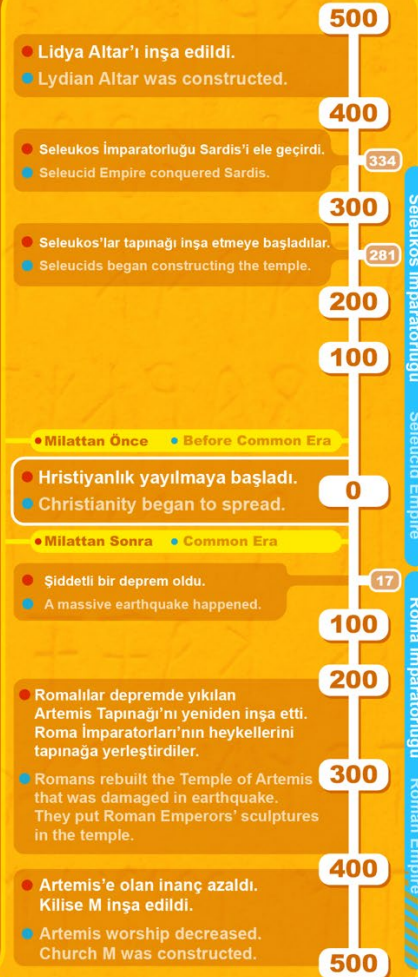 500
Lidya Altar'ı inşa edildi.
Lydian Altar was constructed.
400
Seleukos İmparatorluğu Sardis'i ele geçirdi.
Seleucid Empire conquered Sardis.
334
300
Seleukos'lar tapınağı inşa etmeye başladılar.
Seleucids began constructing the temple.
281
200
100
Seleukos İmparatorluğu Seleucid Empire
Milattan Önce Before Common Era
Hristiyanlık yayılmaya başladı.
Christianity began to spread.
0
Milattan Sonra Common Era
Şiddetli bir deprem oldu.
A massive earthquake happened.
17
100
200
Roma İmparatorluğu Roman Empire
Romalılar depremde yıkılan
Artemis Tapınağı'nı yeniden inşa etti.
Roma İmparatorları'nın heykellerini
tapınağa yerleştirdiler.
Romans rebuilt the Temple of Artemis
that was damaged in earthquake.
They put Roman Emperors' sculptures
in the temple.
300
400
Artemis'e olan inanç azaldı.
Kilise M inşa edildi.
Artemis worship decreased.
Church M was constructed.
500